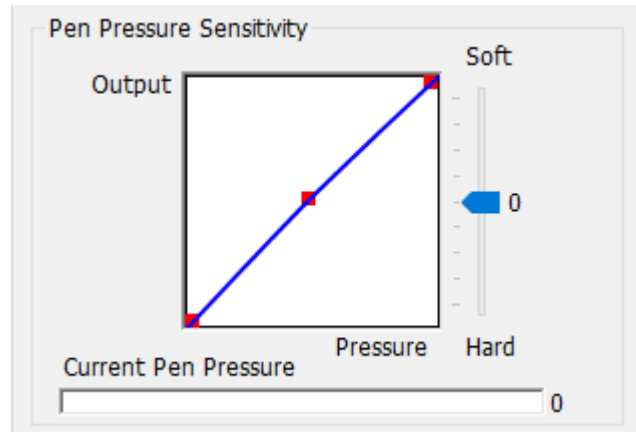 Pen Pressure Sensitivity
Soft
Output
0
Pressure
Hard
Current Pen Pressure
0